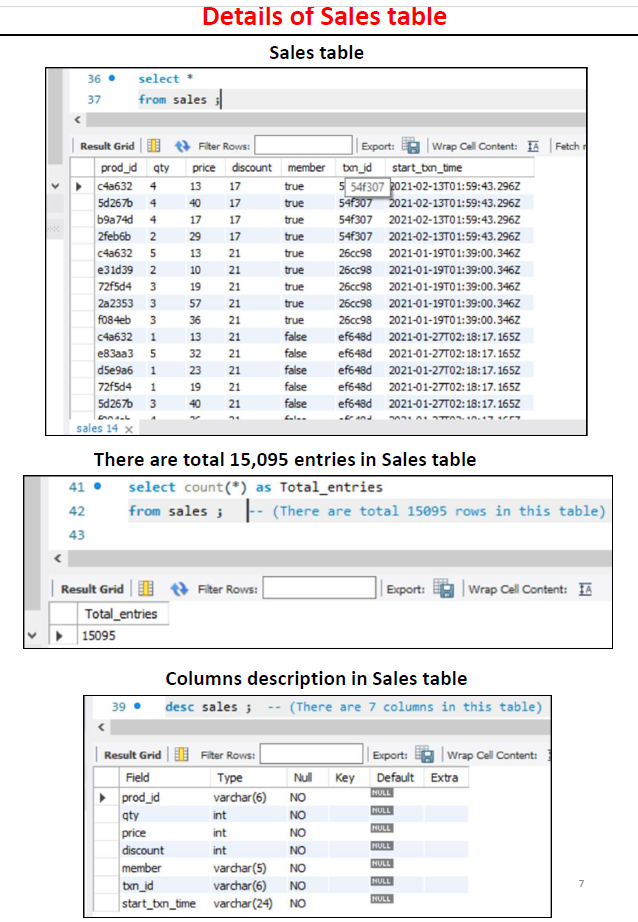 Details of Sales table
Sales table
36 select *
37 from sales ;
Result Grid Filter Rows: Export: Wrap Cell Content: Fetch
prod_id qty price discount member txn_id start_txn_time
c4a632 4 13 17 true 54f307 2021-02-13T01:59:43.296Z
5d267b 4 40 17 true 54f307 2021-02-13T01:59:43.296Z
b9a74d 4 17 17 true 54f307 2021-02-13T01:59:43.296Z
2feb6b 2 29 17 true 54f307 2021-02-13T01:59:43.296Z
c4a632 5 13 21 true 26cc98 2021-01-19T01:39:00.346Z
e31d39 2 10 21 true 26cc98 2021-01-19T01:39:00.346Z
72f5d4 3 19 21 true 26cc98 2021-01-19T01:39:00.346Z
2a2353 3 57 21 true 26cc98 2021-01-19T01:39:00.346Z
f084eb 3 36 21 true 26cc98 2021-01-19T01:39:00.346Z
c4a632 1 13 21 false ef648d 2021-01-27T02:18:17.165Z
e83aa3 5 32 21 false ef648d 2021-01-27T02:18:17.165Z
d5e9a6 1 23 21 false ef648d 2021-01-27T02:18:17.165Z
72f5d4 1 19 21 false ef648d 2021-01-27T02:18:17.165Z
5d267b 3 40 21 false ef648d 2021-01-27T02:18:17.165Z
sales 14
There are total 15,095 entries in Sales table
41 select count(*) as Total_entries
42 from sales ; -- (There are total 15095 rows in this table)
43
Result Grid Filter Rows: Export: Wrap Cell Content:
Total_entries
15095
Columns description in Sales table
39 desc sales ; -- (There are 7 columns in this table)
Result Grid Filter Rows: Export: Wrap Cell Content:
Field Type Null Key Default Extra
prod_id varchar(6) NO NULL
qty int NO NULL
price int NO NULL
discount int NO NULL
member varchar(5) NO NULL
txn_id varchar(6) NO NULL
start_txn_time varchar(24) NO NULL
7